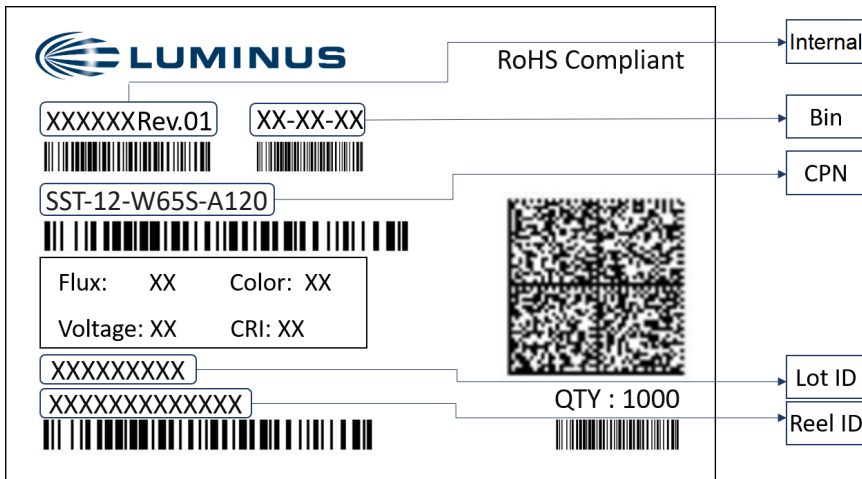 LUMINUS
RoHS Compliant
Internal
XXXXXXRev.01
XX-XX-XX
Bin
SST-12-W65S-A120
CPN
Flux: XX Color: XX
Voltage: XX CRI: XX
XXXXXXXXX
Lot ID
XXXXXXXXXXXXX
QTY : 1000
Reel ID